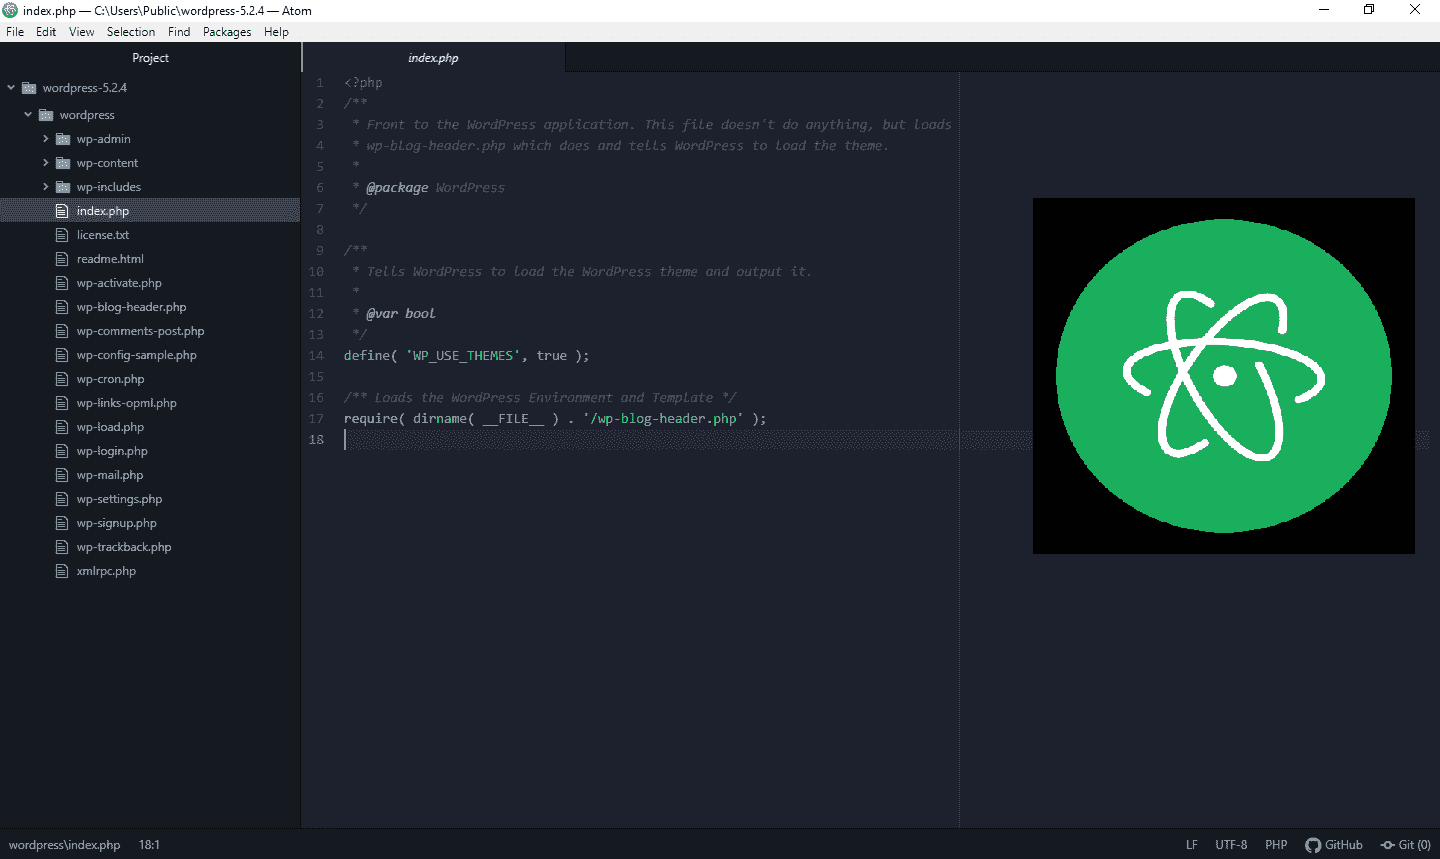 index.php — C:\Users\Public\wordpress-5.2.4 — Atom
File Edit View Selection Find Packages Help
Project
wordpress-5.2.4
wordpress
wp-admin
wp-content
wp-includes
index.php
license.txt
readme.html
wp-activate.php
wp-blog-header.php
wp-comments-post.php
wp-config-sample.php
wp-cron.php
wp-links-opml.php
wp-load.php
wp-login.php
wp-mail.php
wp-settings.php
wp-signup.php
wp-trackback.php
xmlrpc.php
index.php
1 <?php
2 /**
3 * Front to the WordPress application. This file doesn't do anything, but loads
4 * wp-blog-header.php which does and tells WordPress to load the theme.
5 *
6 * @package WordPress
7 */
8
9 /**
10 * Tells WordPress to load the WordPress theme and output it.
11 *
12 * @var bool
13 */
14 define( 'WP_USE_THEMES', true );
15
16 /** Loads the WordPress Environment and Template */
17 require( dirname( __FILE__ ) . '/wp-blog-header.php' );
18
wordpress\index.php 18:1 LF UTF-8 PHP GitHub Git (0)